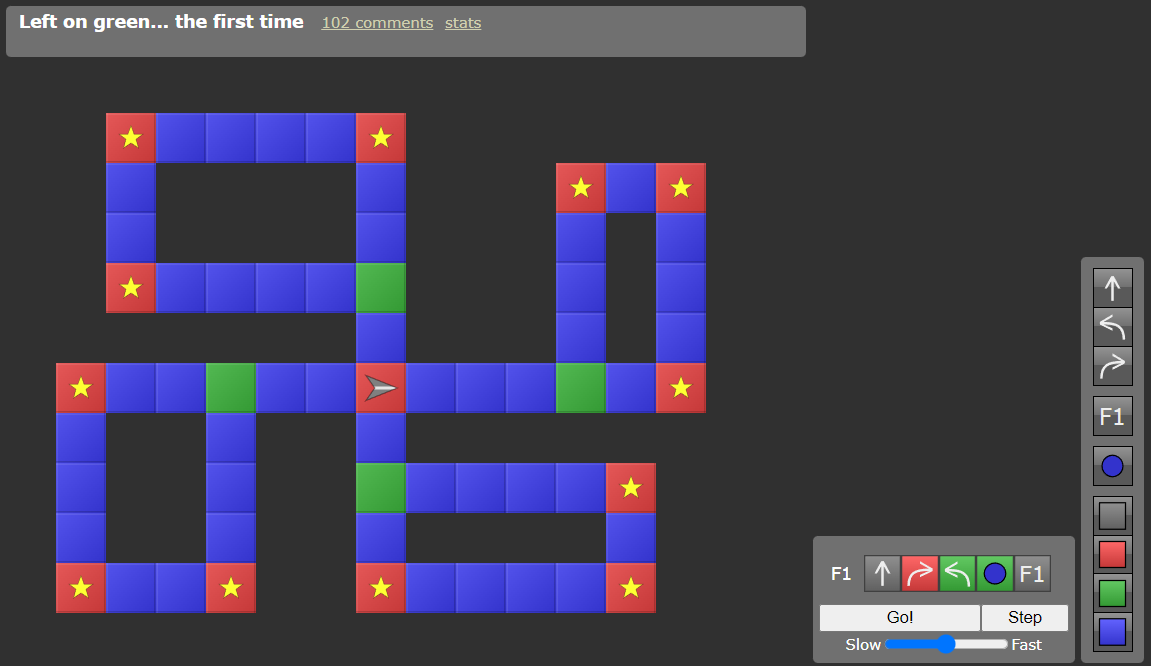 Left on green... the first time 102 comments stats
F1
F1 F1
Go! Step
Slow Fast